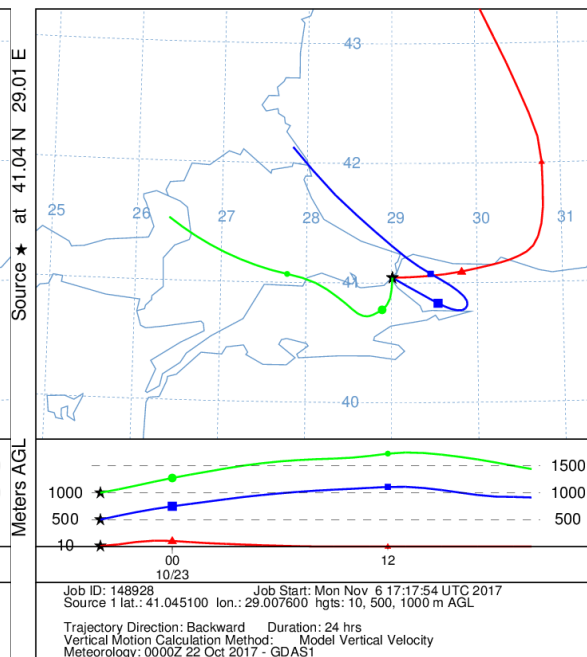 Source ★ at 41.04 N 29.01 E
43
42
25 26 27 28 29 30 31
41
40
Meters AGL
1500
1000 1000
500 500
10
00 12
10/23
Job ID: 148928 Job Start: Mon Nov 6 17:17:54 UTC 2017
Source 1 lat.: 41.045100 lon.: 29.007600 hgts: 10, 500, 1000 m AGL
Trajectory Direction: Backward Duration: 24 hrs
Vertical Motion Calculation Method: Model Vertical Velocity
Meteorology: 0000Z 22 Oct 2017 - GDAS1